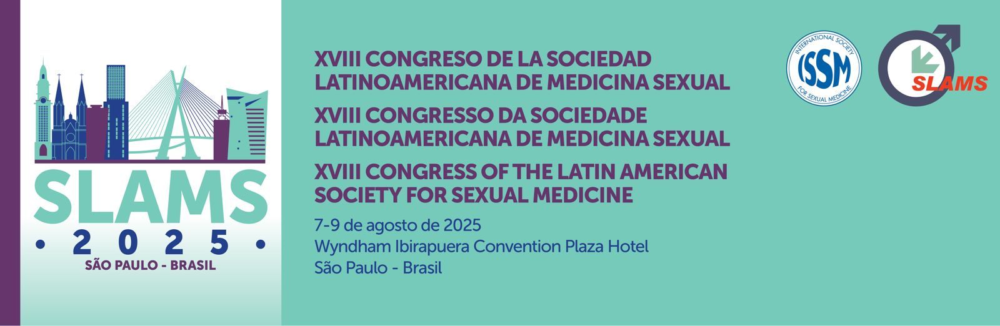 SLAMS
• 2025 •
SÃO PAULO - BRASIL
XVIII CONGRESO DE LA SOCIEDAD
LATINOAMERICANA DE MEDICINA SEXUAL
XVIII CONGRESSO DA SOCIEDADE
LATINOAMERICANA DE MEDICINA SEXUAL
XVIII CONGRESS OF THE LATIN AMERICAN
SOCIETY FOR SEXUAL MEDICINE
7-9 de agosto de 2025
Wyndham Ibirapuera Convention Plaza Hotel
São Paulo - Brasil
INTERNATIONAL SOCIETY
ISSM
FOR SEXUAL MEDICINE
SLAMS